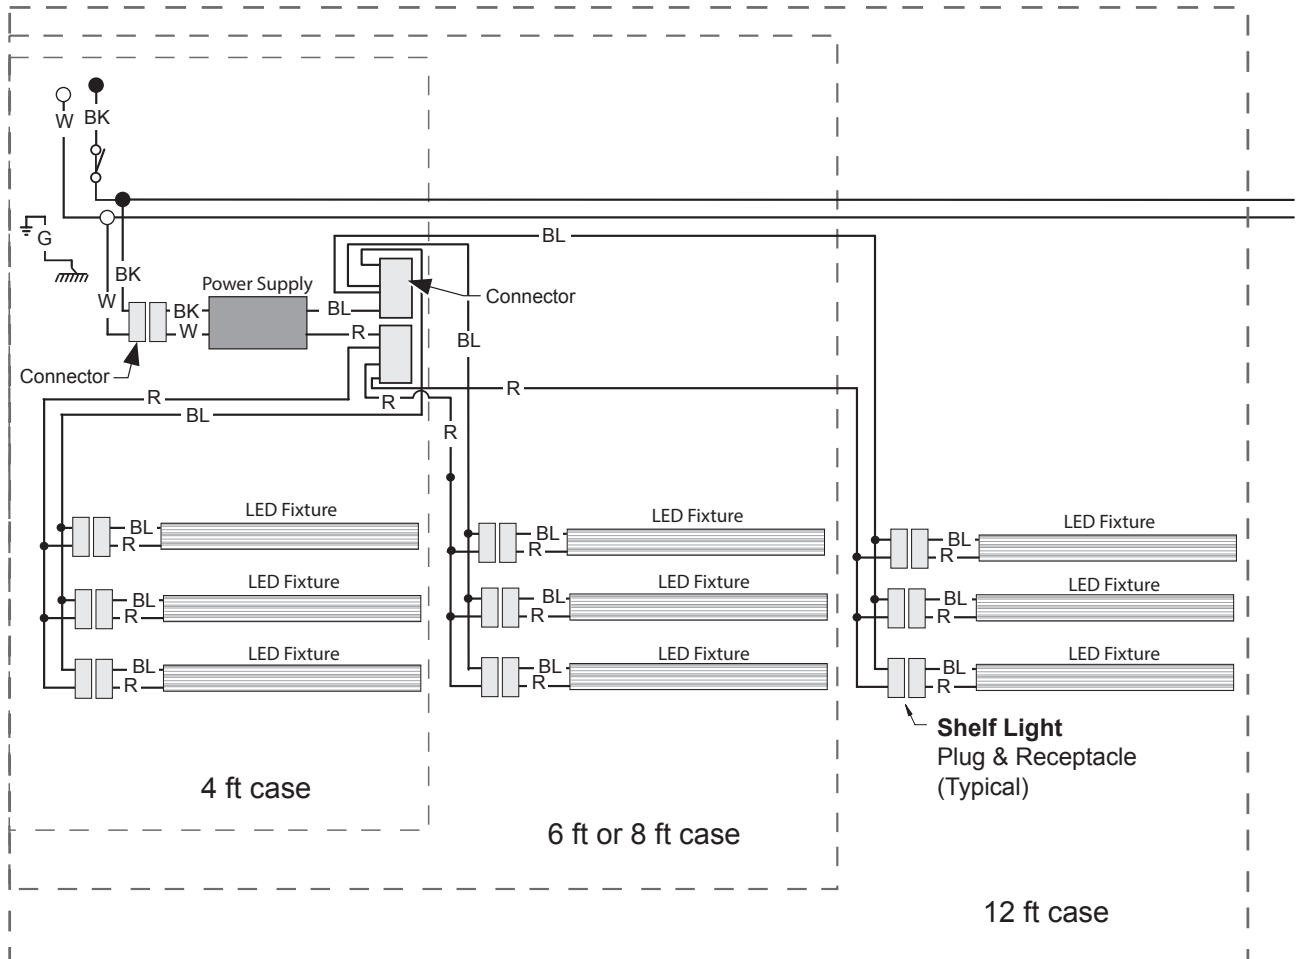 W
BK
G
BK
W
Power Supply
BK
W
BL
R
Connector
Connector
BL
BL
R
R
BL
R
R
LED Fixture
BL
R
LED Fixture
BL
R
LED Fixture
BL
R
LED Fixture
BL
R
LED Fixture
BL
R
LED Fixture
BL
R
LED Fixture
BL
R
LED Fixture
BL
R
LED Fixture
BL
R
Shelf Light
Plug & Receptacle
(Typical)
4 ft case
6 ft or 8 ft case
12 ft case